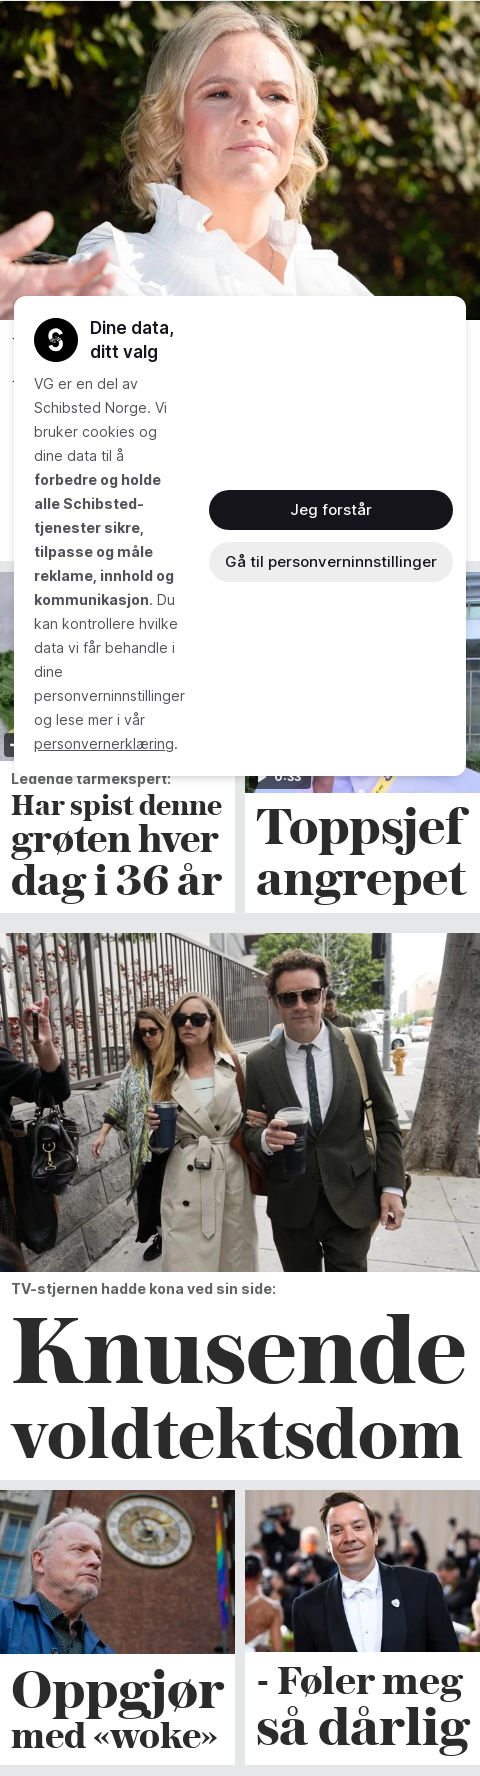 Dine data,
ditt valg
VG er en del av
Schibsted Norge. Vi
bruker cookies og
dine data til å
forbedre og holde
alle Schibsted-
tjenester sikre,
tilpasse og måle
reklame, innhold og
kommunikasjon. Du
kan kontrollere hvilke
data vi får behandle i
dine
personverninnstillinger
og lese mer i vår
personvernerklæring.
Jeg forstår
Gå til personverninnstillinger
0:33
Ledende tarmekspert:
Har spist denne
grøten hver
dag i 36 år
Toppsjef
angrepet
TV-stjernen hadde kona ved sin side:
Knusende
voldtektsdom
Oppgjør
med «woke»
- Føler meg
så dårlig